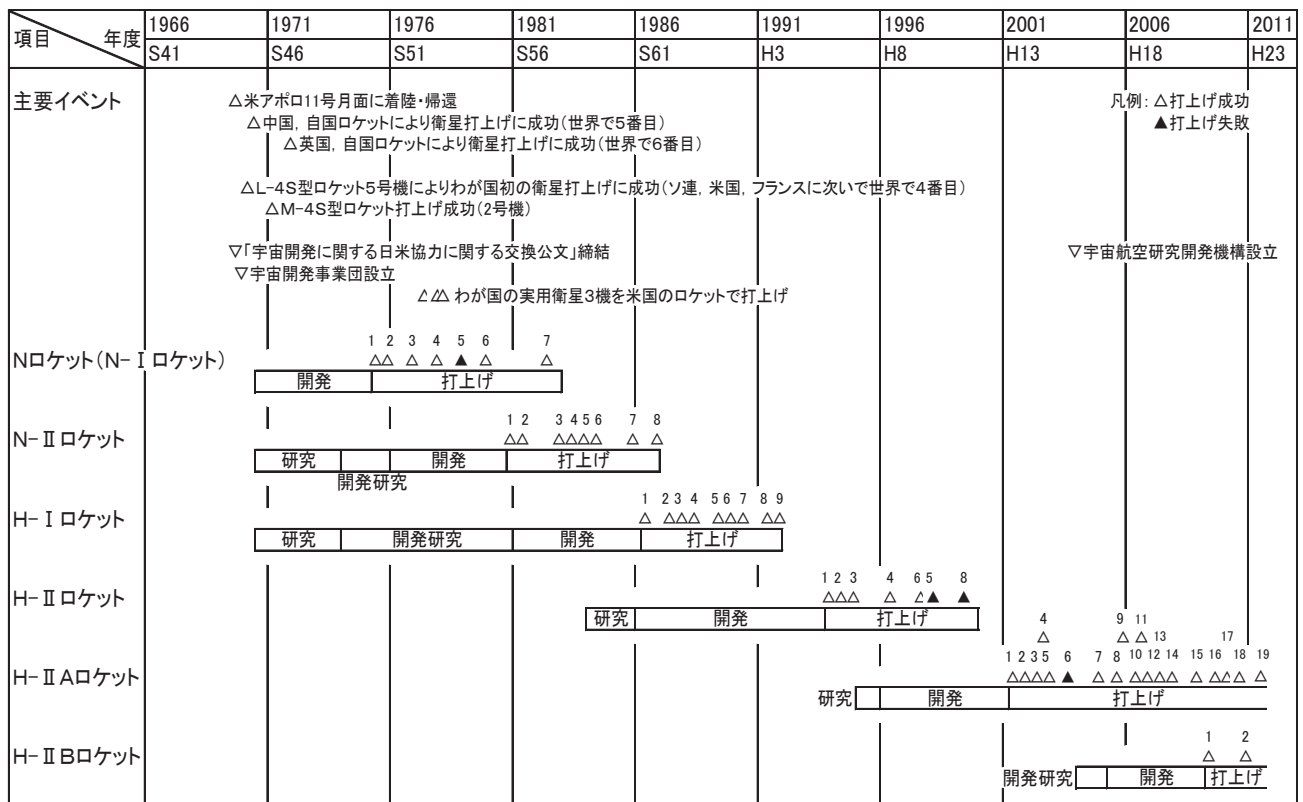 項目 年度 1966 1971 1976 1981 1986 1991 1996 2001 2006 2011
S41 S46 S51 S56 S61 H3 H8 H13 H18 H23
主要イベント △米アポロ11号月面に着陸・帰還 凡例: △打上げ成功
△中国, 自国ロケットにより衛星打上げに成功(世界で5番目) ▲打上げ失敗
△英国, 自国ロケットにより衛星打上げに成功(世界で6番目)
△L-4S型ロケット5号機によりわが国初の衛星打上げに成功(ソ連, 米国, フランスに次いで世界で4番目)
△M-4S型ロケット打上げ成功(2号機)
▽「宇宙開発に関する日米協力に関する交換公文」締結 ▽宇宙航空研究開発機構設立
▽宇宙開発事業団設立
△△△ わが国の実用衛星3機を米国のロケットで打上げ
1 2 3 4 5 6 7
Nロケット(N-Ⅰロケット) △△ △ △ ▲ △ △
開発 打上げ
1 2 3 4 5 6 7 8
N-Ⅱロケット △△ △△△△ △ △
研究 開発 打上げ
開発研究
1 2 3 4 5 6 7 8 9
H-Ⅰロケット △ △△△ △△△ △△
研究 開発研究 開発 打上げ
1 2 3 4 6 5 8
H-Ⅱロケット △△△ △ △▲ ▲
研究 開発 打上げ
4 9 11
△ △ △ 13 17
1 2 3 5 6 7 8 10 12 14 15 16 18 19
H-ⅡAロケット △△△△ ▲ △ △ △△△△ △ △△ △ △
研究 開発 打上げ
1 2
H-ⅡBロケット △ △
開発研究 開発 打上げ